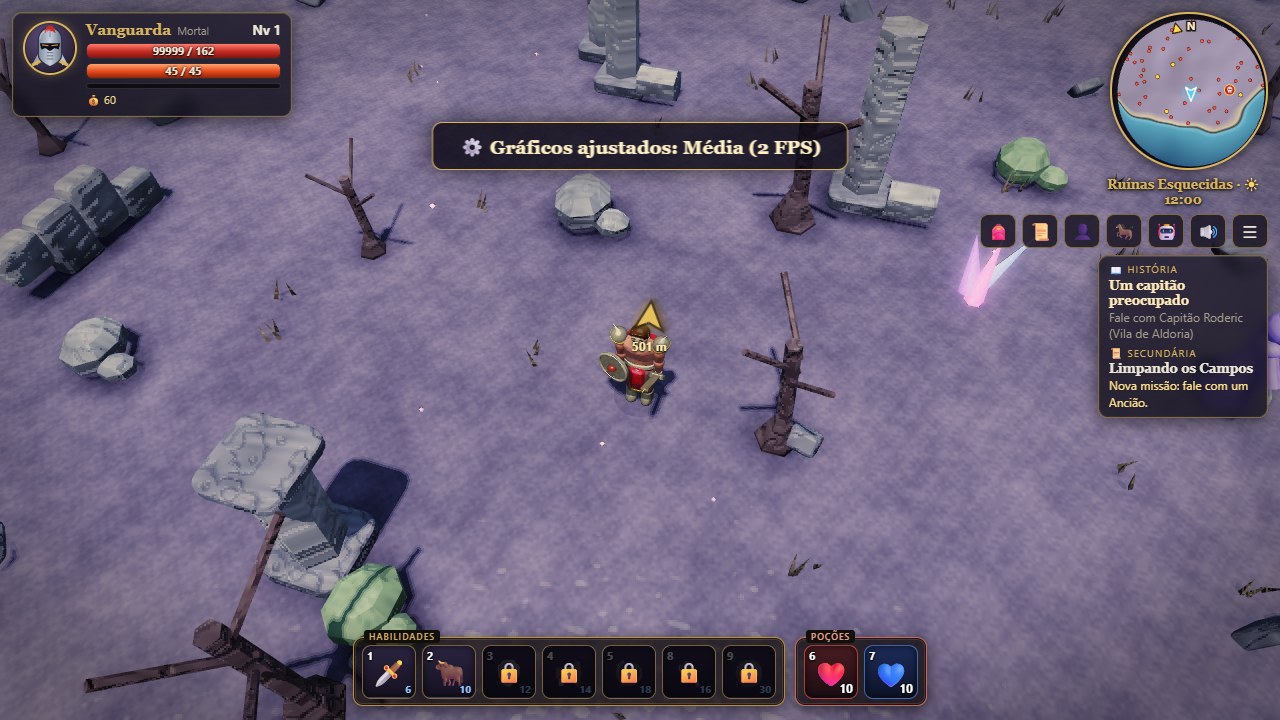 Vanguarda Mortal Nv 1
99999 / 162
45 / 45
60
Gráficos ajustados: Média (2 FPS)
N
Ruínas Esquecidas ·
12:00
HISTÓRIA
Um capitão
preocupado
Fale com Capitão Roderic
(Vila de Aldoria)
SECUNDÁRIA
Limpando os Campos
Nova missão: fale com um
Ancião.
501 m
HABILIDADES
1 6
2 10
3 12
4 14
5 18
8 16
9 30
POÇÕES
6 10
7 10